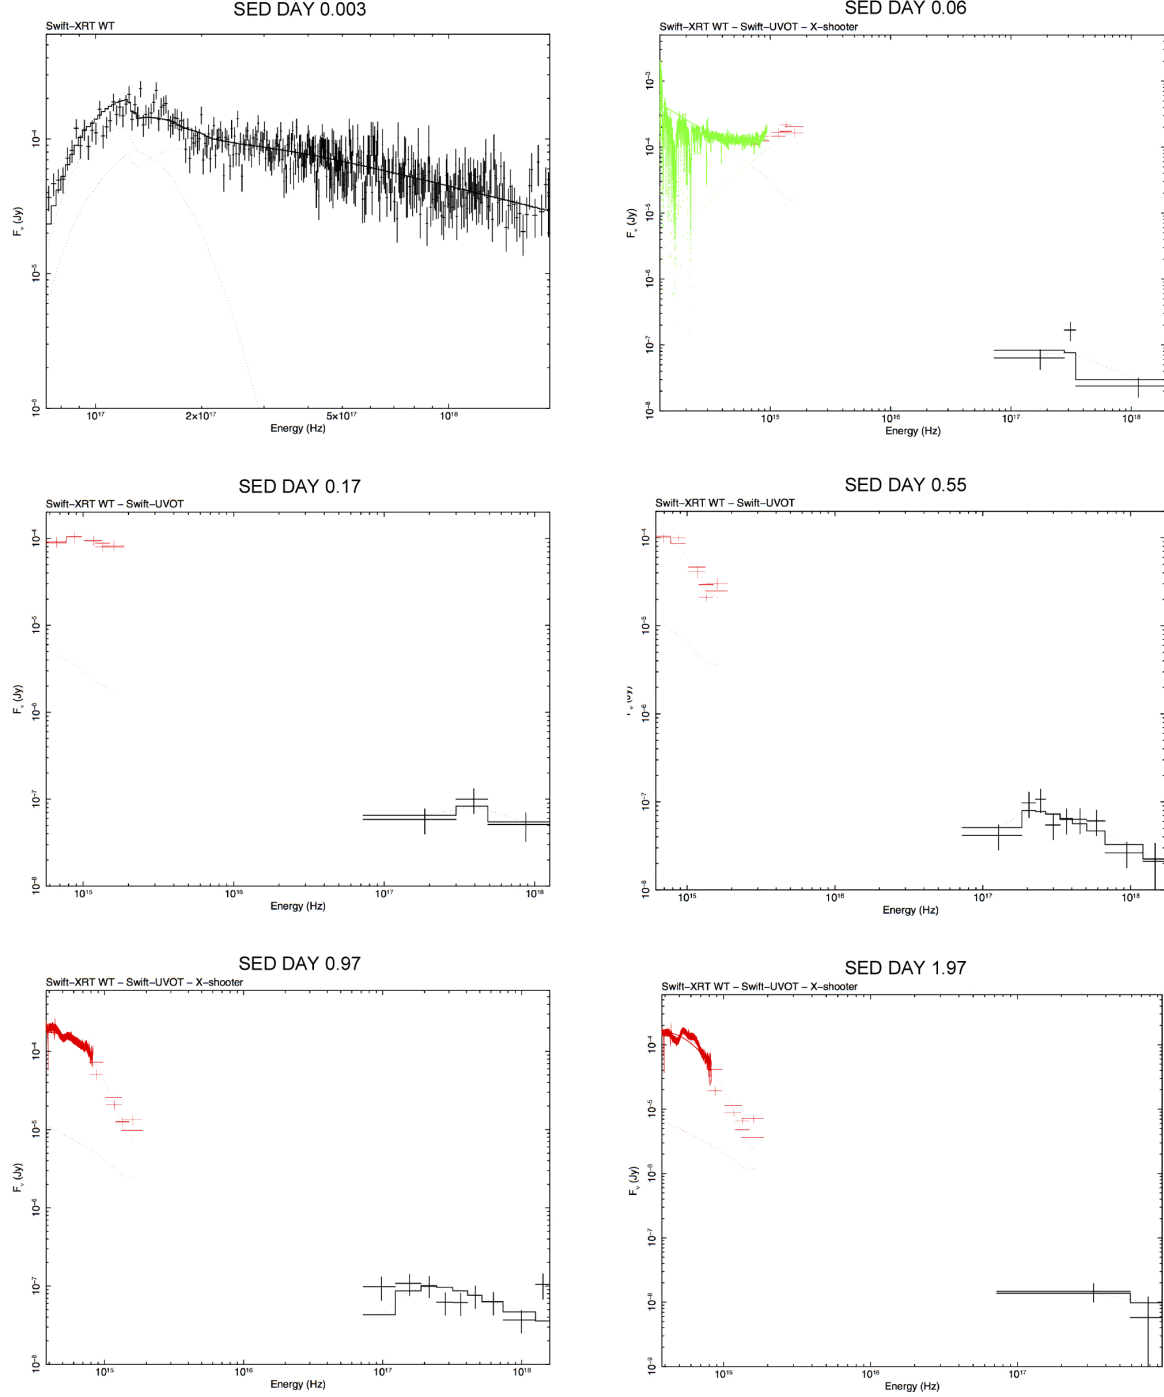 SED DAY 0.003
Swift-XRT WT
10⁻⁴
10⁻⁵
10⁻⁶
F_ν (Jy)
10¹⁷
2×10¹⁷
5×10¹⁷
10¹⁸
Energy (Hz)
SED DAY 0.06
Swift-XRT WT - Swift-UVOT - X-shooter
10⁻³
10⁻⁴
10⁻⁵
10⁻⁶
10⁻⁷
10⁻⁸
F_ν (Jy)
10¹⁵
10¹⁶
10¹⁷
10¹⁸
Energy (Hz)
SED DAY 0.17
Swift-XRT WT - Swift-UVOT
10⁻⁴
10⁻⁵
10⁻⁶
10⁻⁷
10⁻⁸
F_ν (Jy)
10¹⁵
10¹⁶
10¹⁷
10¹⁸
Energy (Hz)
SED DAY 0.55
Swift-XRT WT - Swift-UVOT
10⁻⁴
10⁻⁵
10⁻⁶
10⁻⁷
10⁻⁸
10¹⁵
10¹⁶
10¹⁷
10¹⁸
Energy (Hz)
SED DAY 0.97
Swift-XRT WT - Swift-UVOT - X-shooter
10⁻⁴
10⁻⁵
10⁻⁶
10⁻⁷
10⁻⁸
F_ν (Jy)
10¹⁵
10¹⁶
10¹⁷
10¹⁸
Energy (Hz)
SED DAY 1.97
Swift-XRT WT - Swift-UVOT - X-shooter
10⁻⁴
10⁻⁵
10⁻⁶
10⁻⁷
10⁻⁸
10⁻⁹
F_ν (Jy)
10¹⁵
10¹⁶
10¹⁷
Energy (Hz)